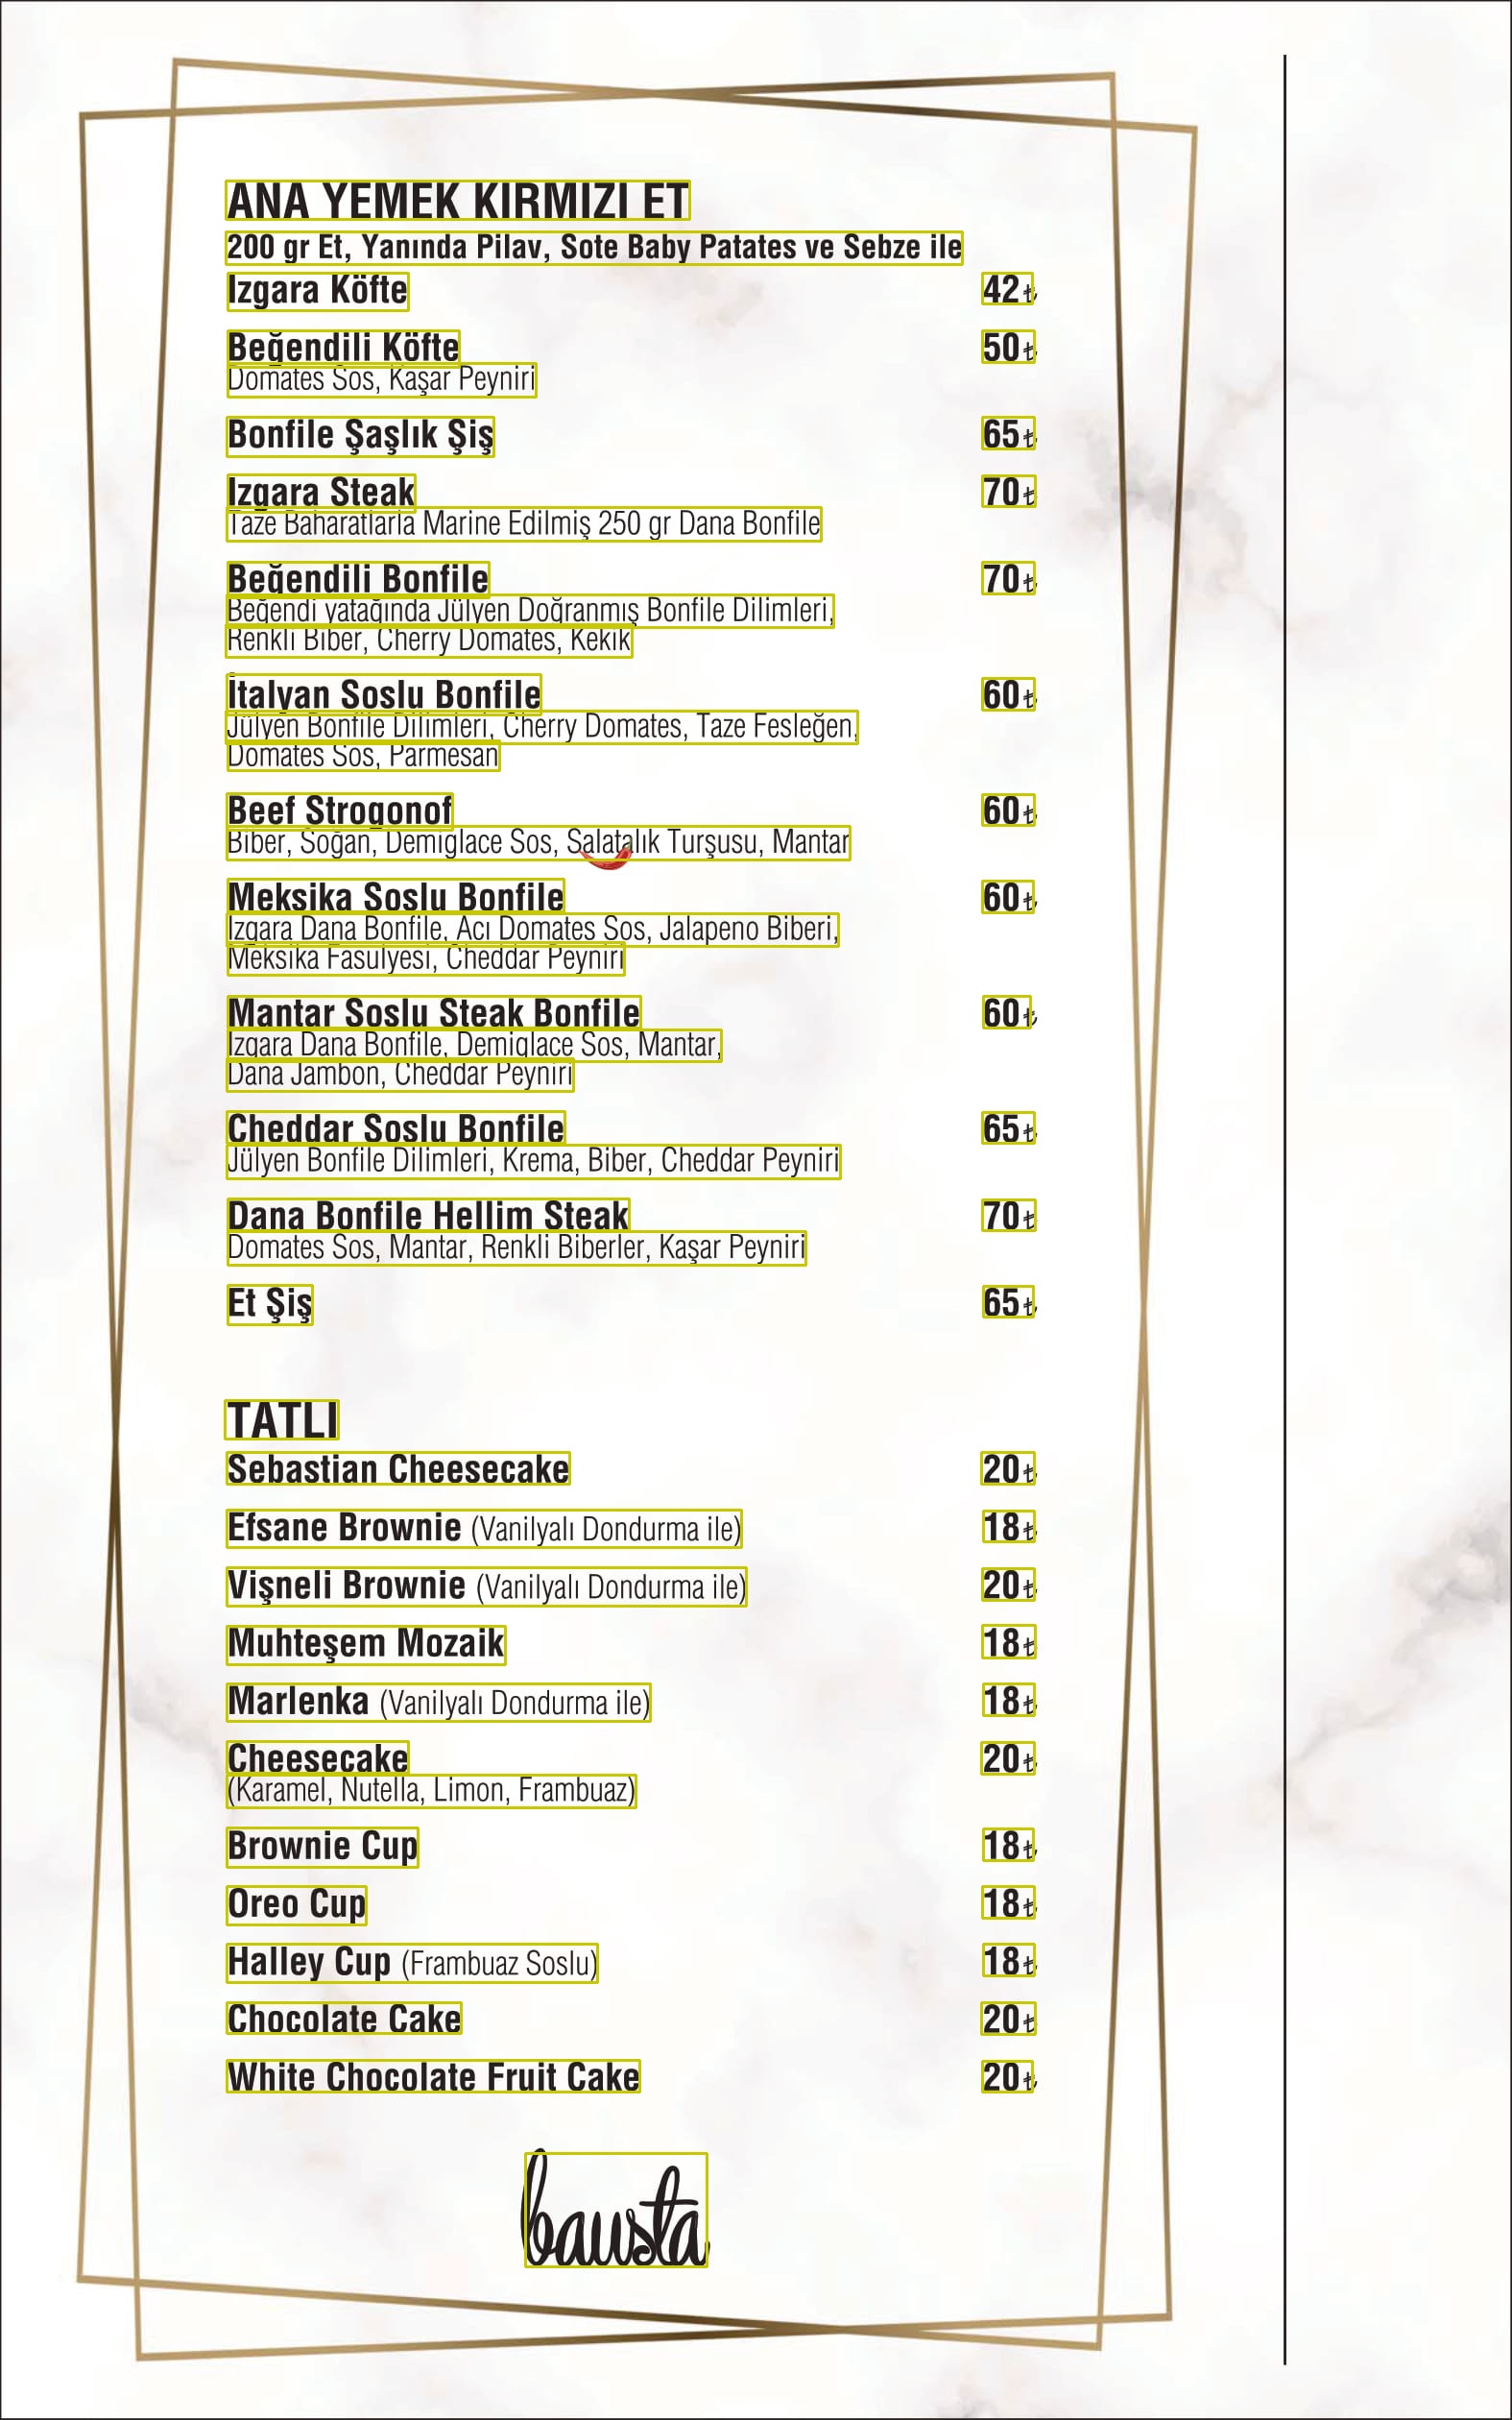 ANA YEMEK KIRMIZI ET
200 gr Et, Yanında Pilav, Sote Baby Patates ve Sebze ile
Izgara Köfte 42₺
Beğendili Köfte 50₺
Domates Sos, Kaşar Peyniri
Bonfile Şaşlık Şiş 65₺
Izgara Steak 70₺
Taze Baharatlarla Marine Edilmiş 250 gr Dana Bonfile
Beğendili Bonfile 70₺
Beğendi yatağında Jülyen Doğranmış Bonfile Dilimleri,
Renkli Biber, Cherry Domates, Kekik
İtalyan Soslu Bonfile 60₺
Jülyen Bonfile Dilimleri, Cherry Domates, Taze Fesleğen,
Domates Sos, Parmesan
Beef Strogonof 60₺
Biber, Soğan, Demiglace Sos, Salatalık Turşusu, Mantar
Meksika Soslu Bonfile 60₺
Izgara Dana Bonfile, Acı Domates Sos, Jalapeno Biberi,
Meksika Fasulyesi, Cheddar Peyniri
Mantar Soslu Steak Bonfile 60₺
Izgara Dana Bonfile, Demiglace Sos, Mantar,
Dana Jambon, Cheddar Peyniri
Cheddar Soslu Bonfile 65₺
Jülyen Bonfile Dilimleri, Krema, Biber, Cheddar Peyniri
Dana Bonfile Hellim Steak 70₺
Domates Sos, Mantar, Renkli Biberler, Kaşar Peyniri
Et Şiş 65₺
TATLI
Sebastian Cheesecake 20₺
Efsane Brownie (Vanilyalı Dondurma ile) 18₺
Vişneli Brownie (Vanilyalı Dondurma ile) 20₺
Muhteşem Mozaik 18₺
Marlenka (Vanilyalı Dondurma ile) 18₺
Cheesecake 20₺
(Karamel, Nutella, Limon, Frambuaz)
Brownie Cup 18₺
Oreo Cup 18₺
Halley Cup (Frambuaz Soslu) 18₺
Chocolate Cake 20₺
White Chocolate Fruit Cake 20₺
bausta